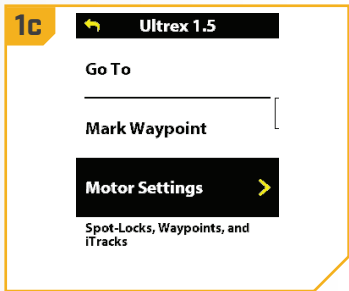 1c
Ultrex 1.5
Go To
Mark Waypoint
Motor Settings
Spot-Locks, Waypoints, and
iTracks